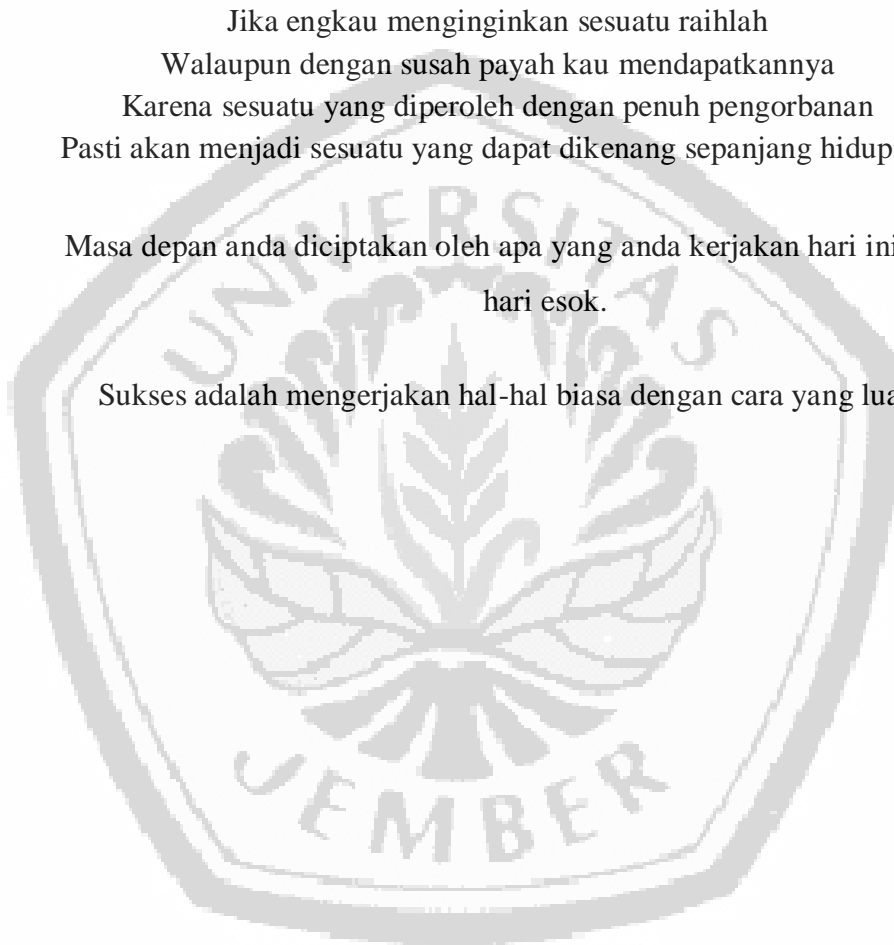 Jika engkau menginginkan sesuatu raihlah
Walaupun dengan susah payah kau mendapatkannya
Karena sesuatu yang diperoleh dengan penuh pengorbanan
Pasti akan menjadi sesuatu yang dapat dikenang sepanjang hidup
Masa depan anda diciptakan oleh apa yang anda kerjakan hari ini
hari esok.
Sukses adalah mengerjakan hal-hal biasa dengan cara yang
UNIVERSITAS
JEMBER